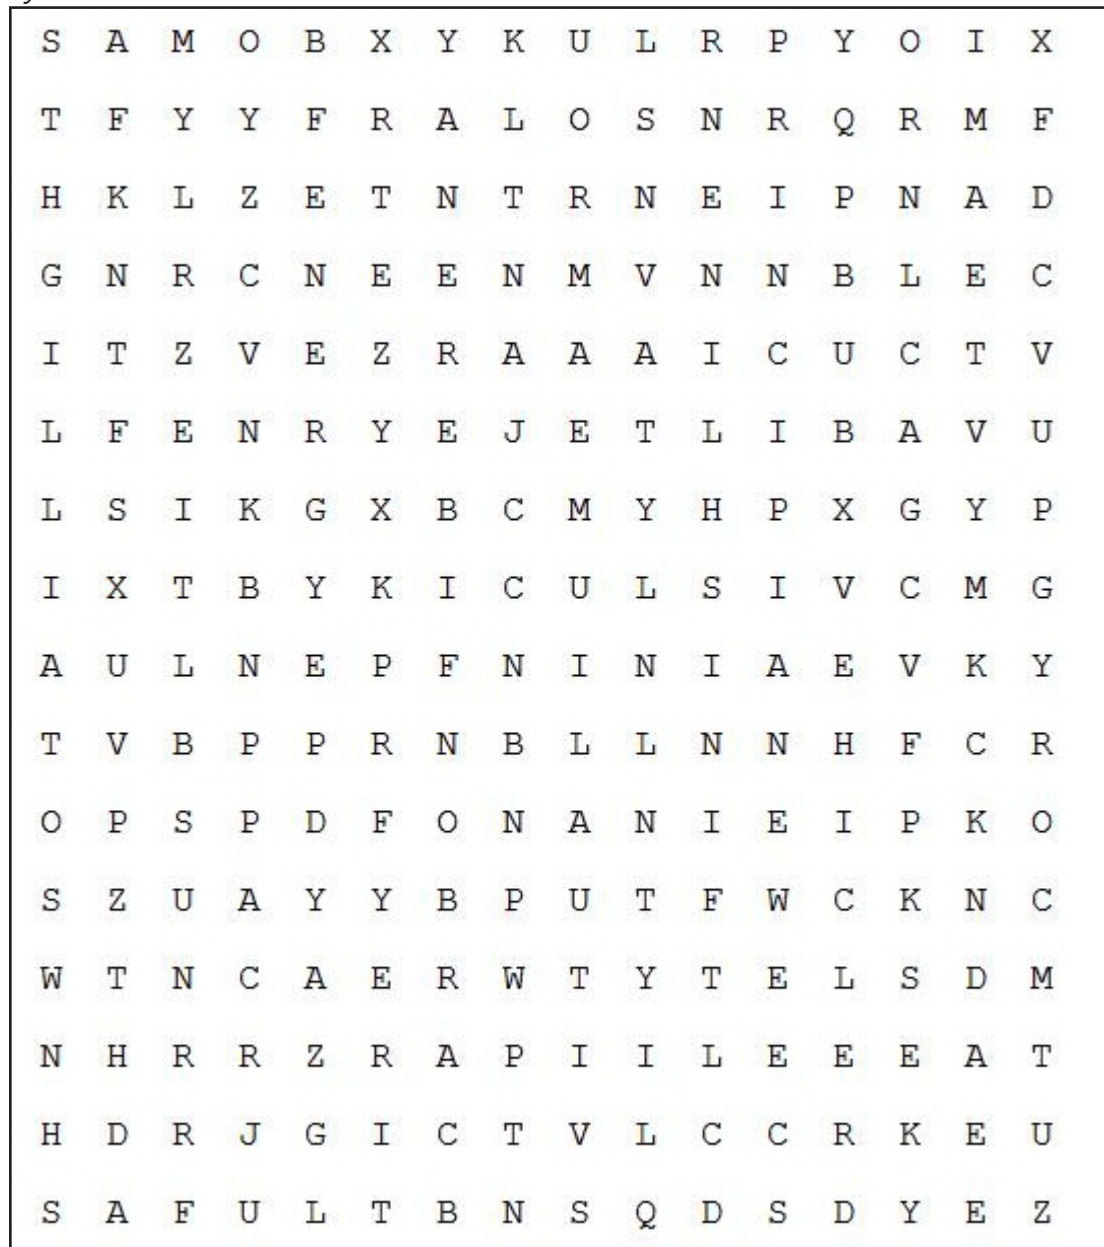 S A M O B X Y K U L R P Y O I X
T F Y Y F R A L O S N R Q R M F
H K L Z E T N T R N E I P N A D
G N R C N E E N M V N N B L E C
I T Z V E Z R A A A I C U C T V
L F E N R Y E J E T L I B A V U
L S I K G X B C M Y H P X G Y P
I X T B Y K I C U L S I V C M G
A U L N E P F N I N I A E V K Y
T V B P P R N B L L N N H F C R
O P S P D F O N A N I E I P K O
S Z U A Y Y B P U T F W C K N C
W T N C A E R W T Y T E L S D M
N H R R Z R A P I I L E E E A T
H D R J G I C T V L C C R K E U
S A F U L T B N S Q D S D Y E Z